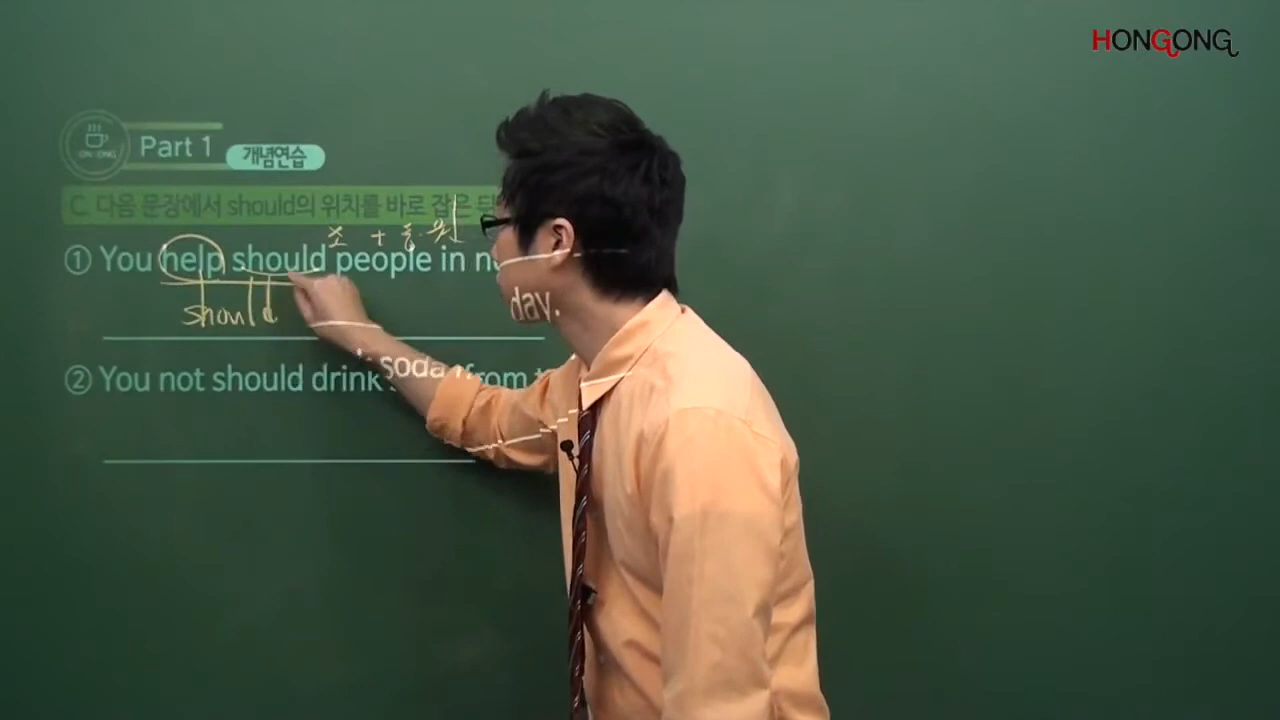 HONGONG
Part 1 개념연습
C. 다음 문장에서 should의 위치를 바로 잡은 뒤
조 + 동.원
① You help should people in
should
day.
② You not should drink soda from